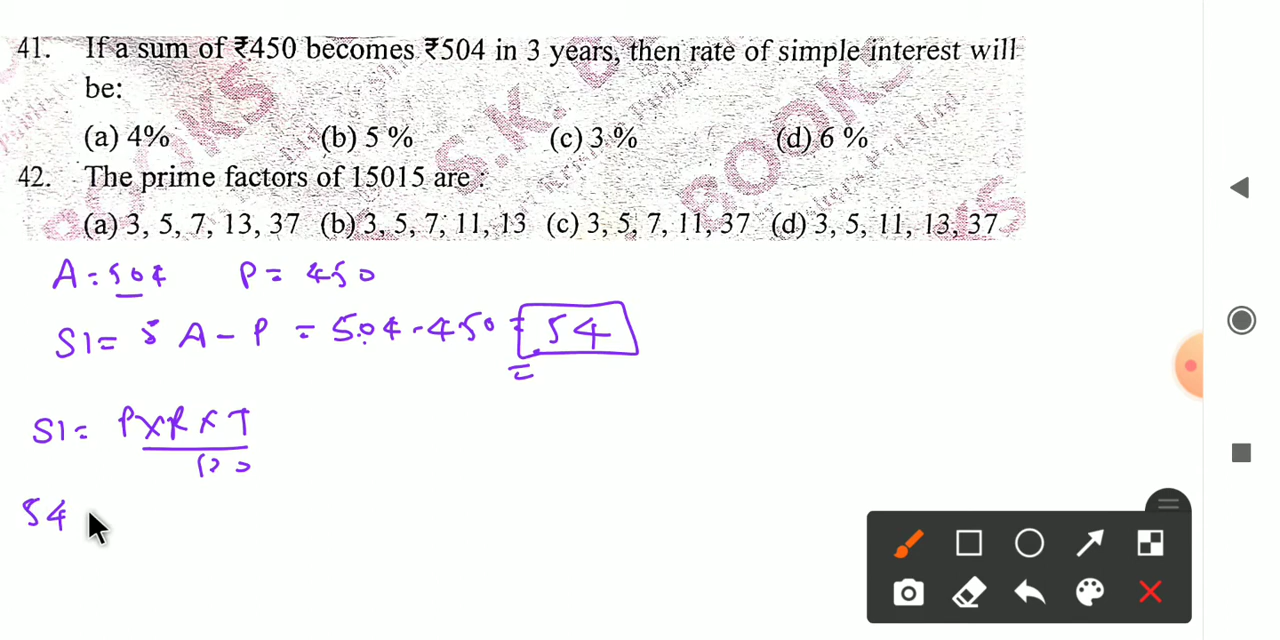 41. If a sum of ₹450 becomes ₹504 in 3 years, then rate of simple interest will
be:
(a) 4% (b) 5 % (c) 3 % (d) 6 %
42. The prime factors of 15015 are :
(a) 3, 5, 7, 13, 37 (b) 3, 5, 7, 11, 13 (c) 3, 5, 7, 11, 37 (d) 3, 5, 11, 13, 37
A = 504 P = 450
SI = A - P = 504 - 450 = 54
SI = P X R X T
100
54